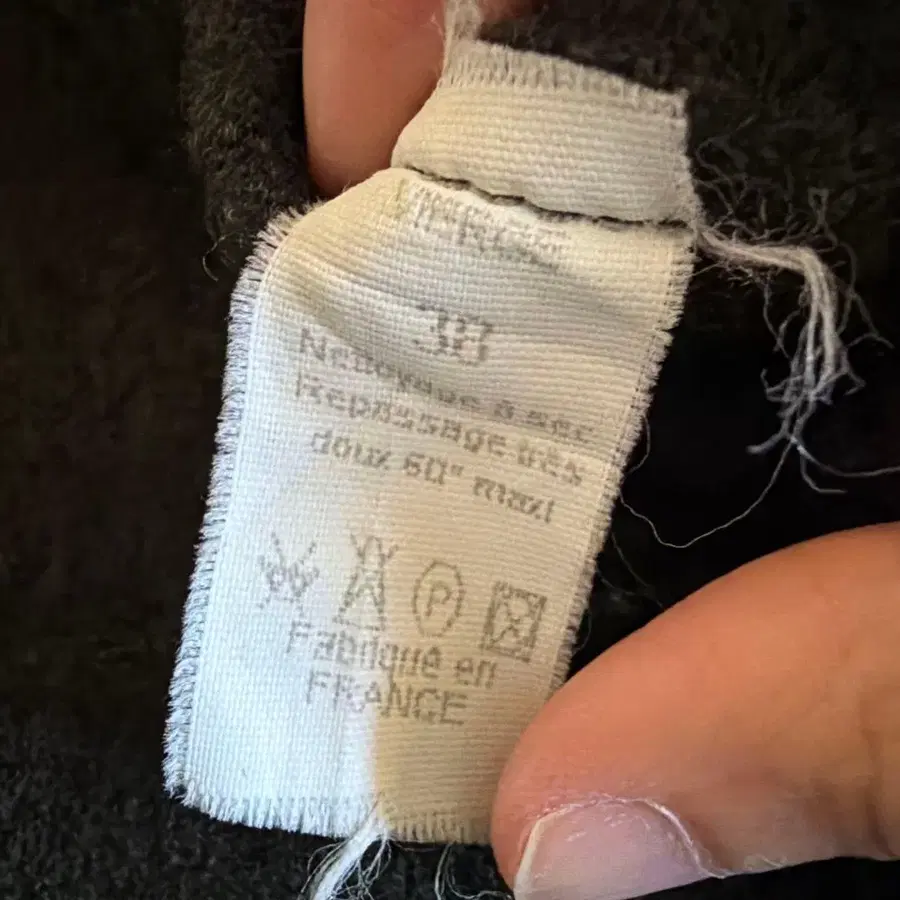 38
Nettoyage à sec
Repassage très
doux 60° maxi
P
Fabriqué en
FRANCE